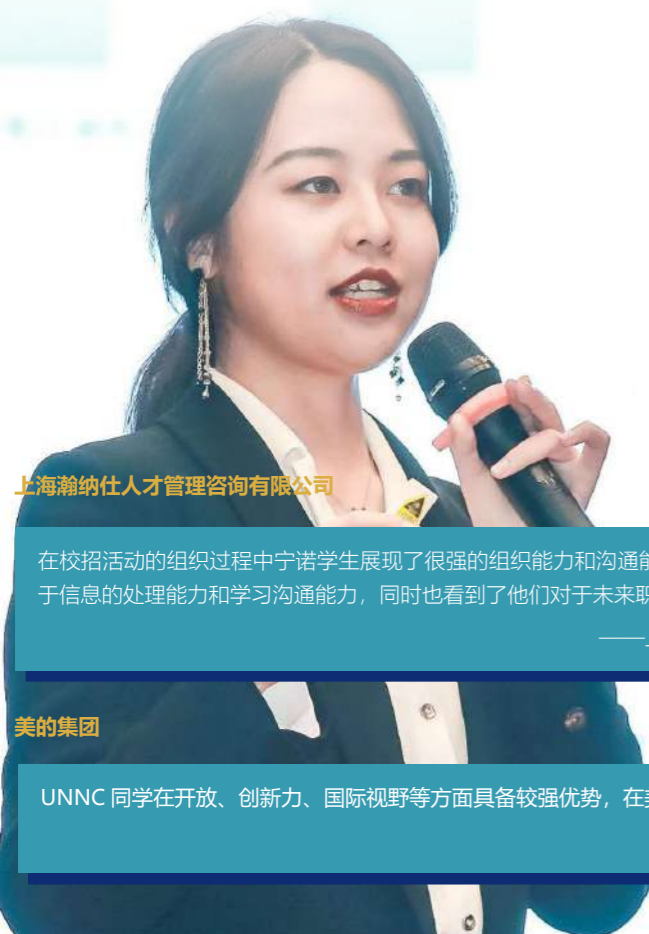 上海瀚纳仕人才管理咨询有限公司
在校招活动的组织过程中宁诺学生展现了很强的组织能力和沟通能
于信息的处理能力和学习沟通能力，同时也看到了他们对于未来职
——
美的集团
UNNC 同学在开放、创新力、国际视野等方面具备较强优势，在